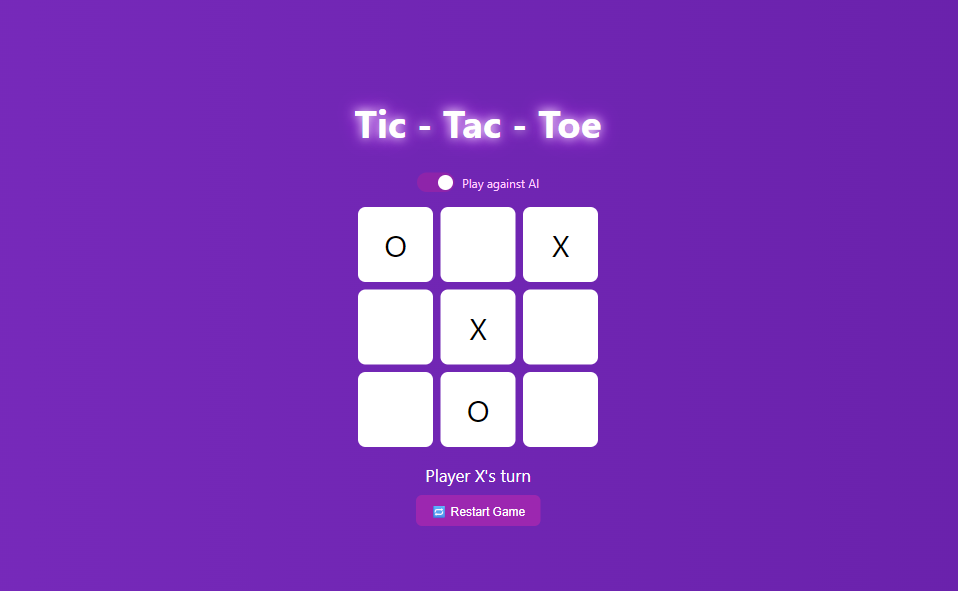 Tic - Tac - Toe
Play against AI
O X
X
O
Player X's turn
🔁 Restart Game